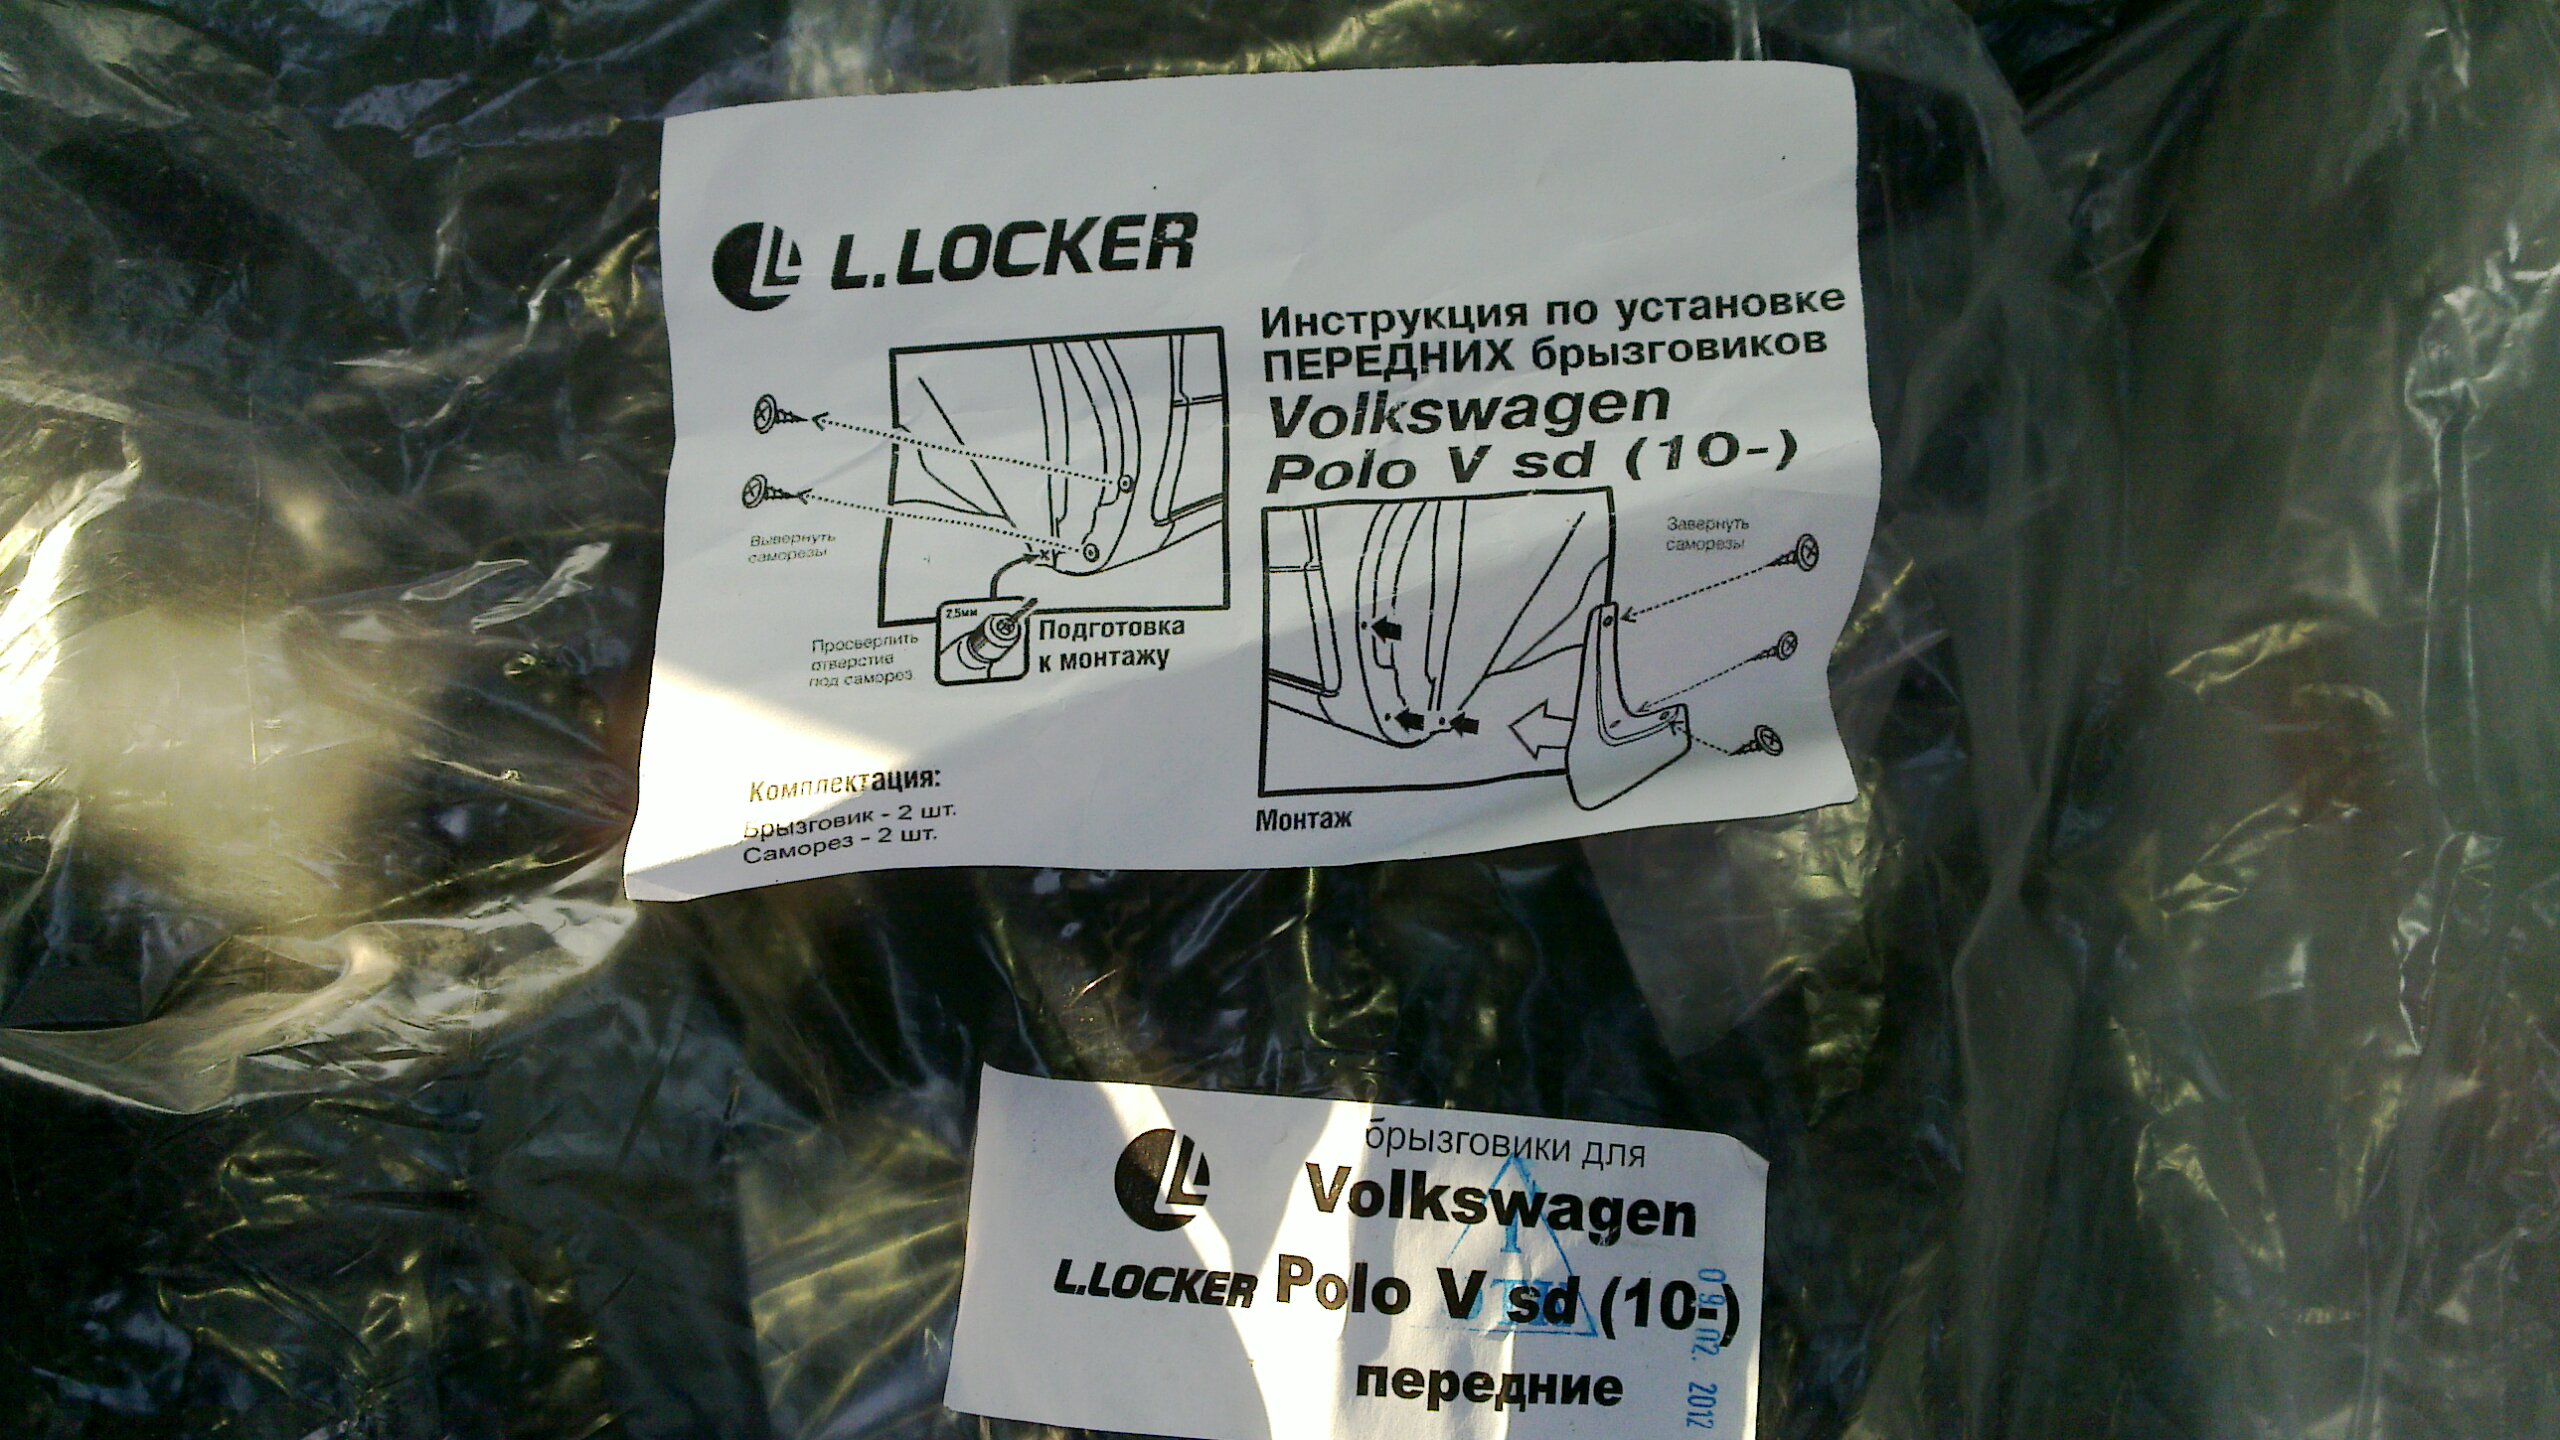 L.LOCKER
Инструкция по установке
ПЕРЕДНИХ брызговиков
Volkswagen
Polo V sd (10-)
Вывернуть
саморезы
2,5мм
Просверлить
отверстие
под саморез
Подготовка
к монтажу
Завернуть
саморезы
Монтаж
Комплектация:
Брызговик - 2 шт.
Саморез - 2 шт.
брызговики для
Volkswagen
L.LOCKER Polo V sd (10-)
передние
09.02.2012